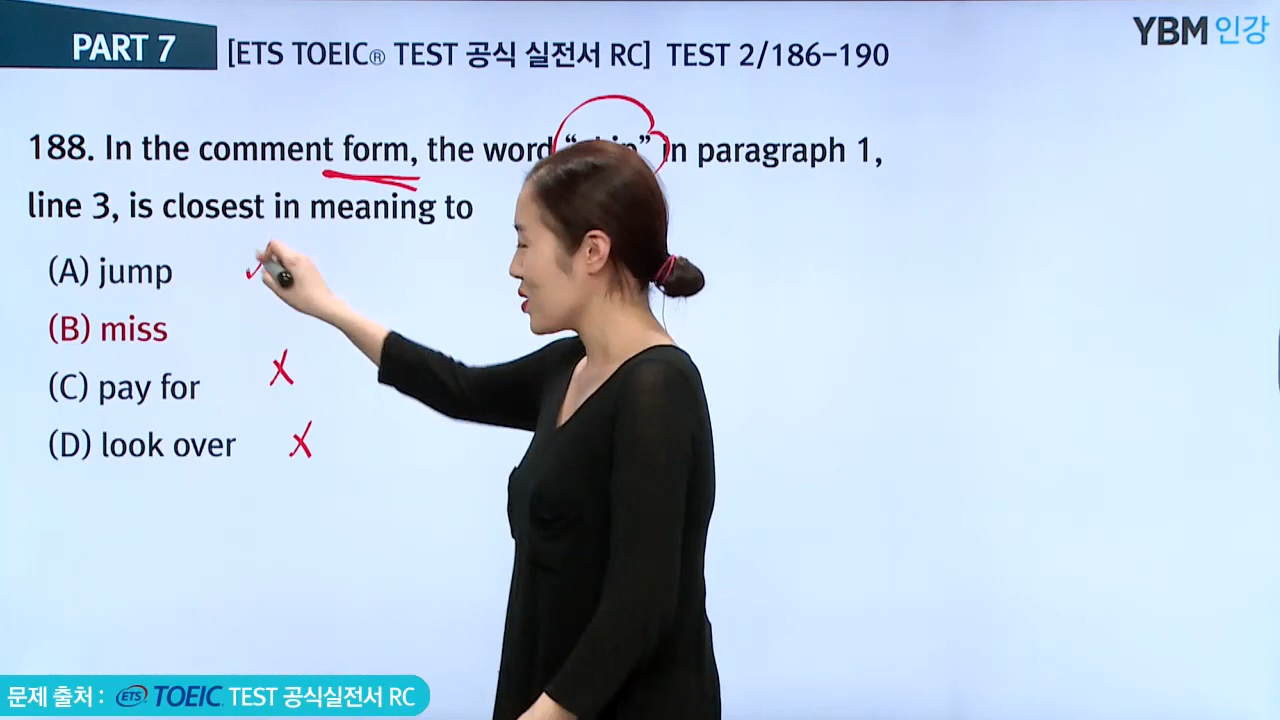 PART 7
[ETS TOEIC® TEST 공식 실전서 RC] TEST 2/186-190
YBM 인강
188. In the comment form, the word in paragraph 1,
line 3, is closest in meaning to
(A) jump
(B) miss
(C) pay for
(D) look over
문제 출처 : ETS TOEIC TEST 공식실전서 RC